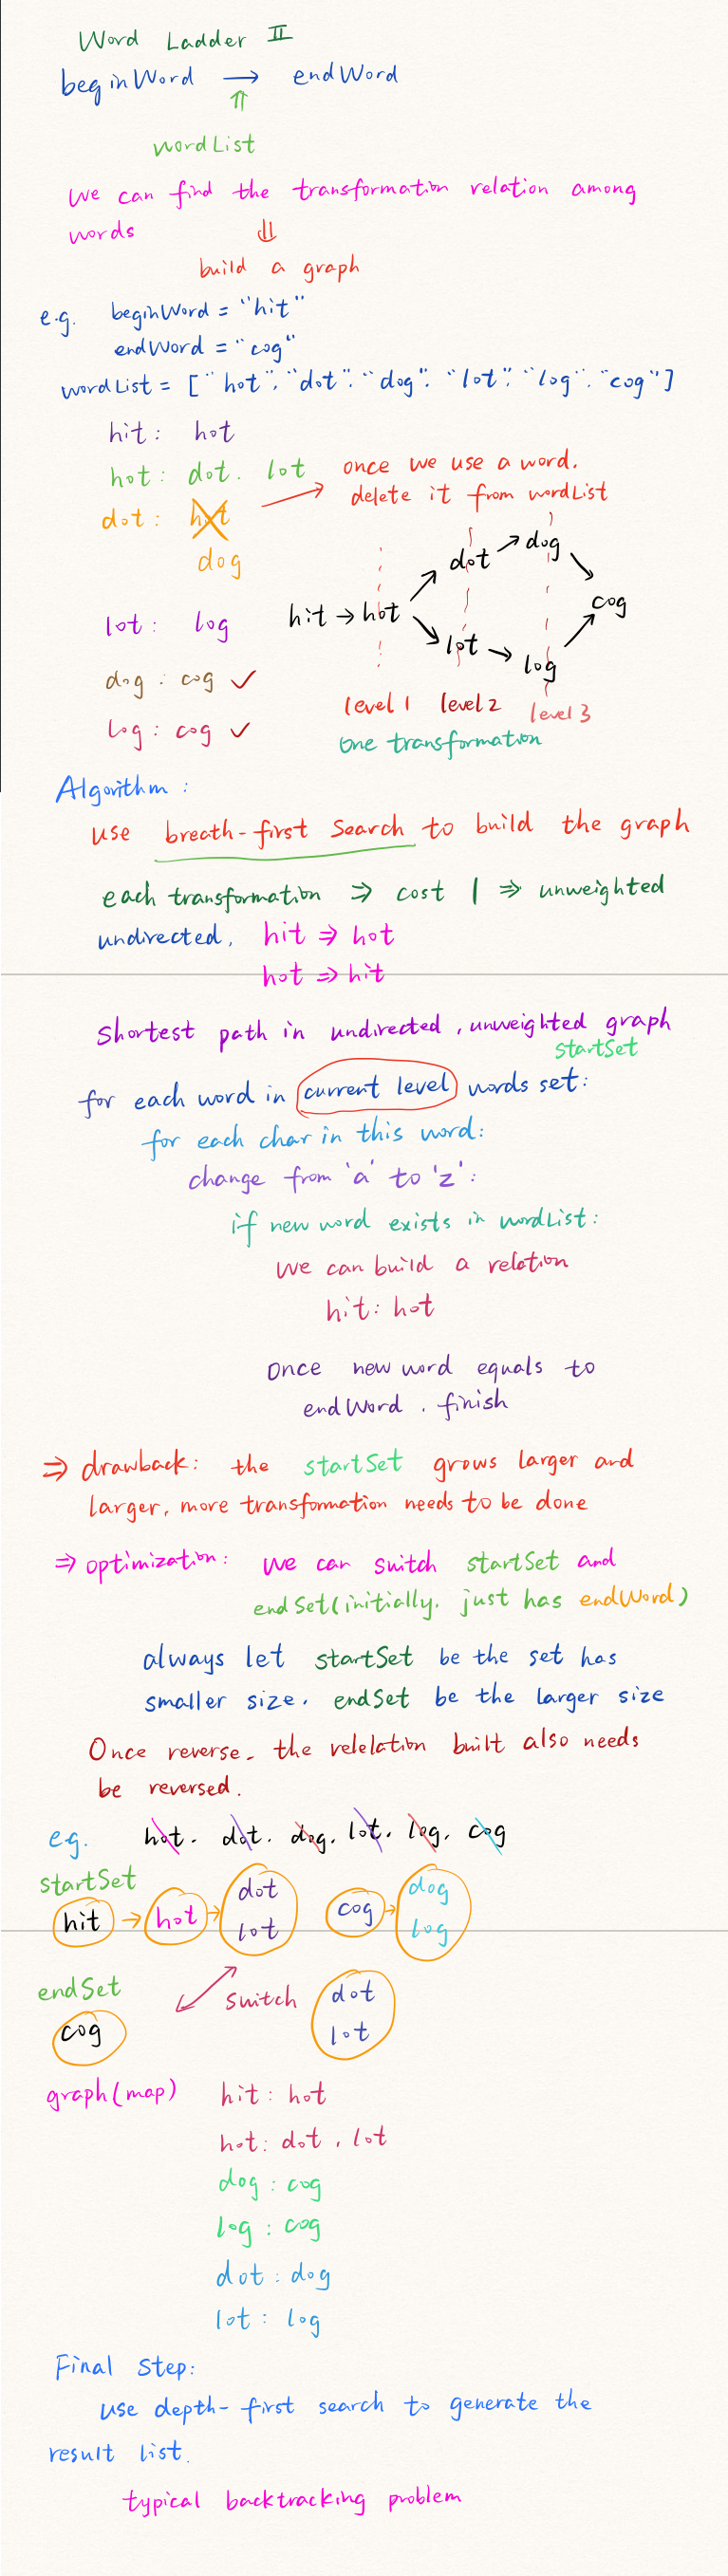 Word Ladder II
beginWord → endWord
⇑
wordList
We can find the transformation relation among
words
⇓
build a graph
e.g. beginWord = "hit"
endWord = "cog"
wordList = ["hot", "dot", "dog", "lot", "log", "cog"]
hit: hot
hot: dot. lot
once we use a word.
delete it from wordList
dot: hot
dog
lot: log
dog: cog ✓
log: cog ✓
hit → hot
dot → dog
lot → log
cog
level 1 level 2 level 3
one transformation
Algorithm:
use breath-first Search to build the graph
each transformation ⇒ cost 1 ⇒ unweighted
undirected. hit ⇒ hot
hot ⇒ hit
Shortest path in undirected, unweighted graph
startSet
for each word in current level words set:
for each char in this word:
change from 'a' to 'z':
if new word exists in wordList:
we can build a relation
hit: hot
Once new word equals to
endWord. finish
⇒ drawback: the startSet grows larger and
larger, more transformation needs to be done
⇒ optimization: we can switch startSet and
endSet(initially. just has endWord)
always let startSet be the set has
smaller size. endSet be the larger size
Once reverse, the relelation built also needs
be reversed.
e.g. hot. dot. dog. lot. log. cog
startSet
hit → hot → dot lot cog → dog log
endSet
cog
switch
dot
lot
graph(map) hit: hot
hot: dot, lot
dog: cog
log: cog
dot: dog
lot: log
Final Step:
use depth-first search to generate the
result list.
typical backtracking problem